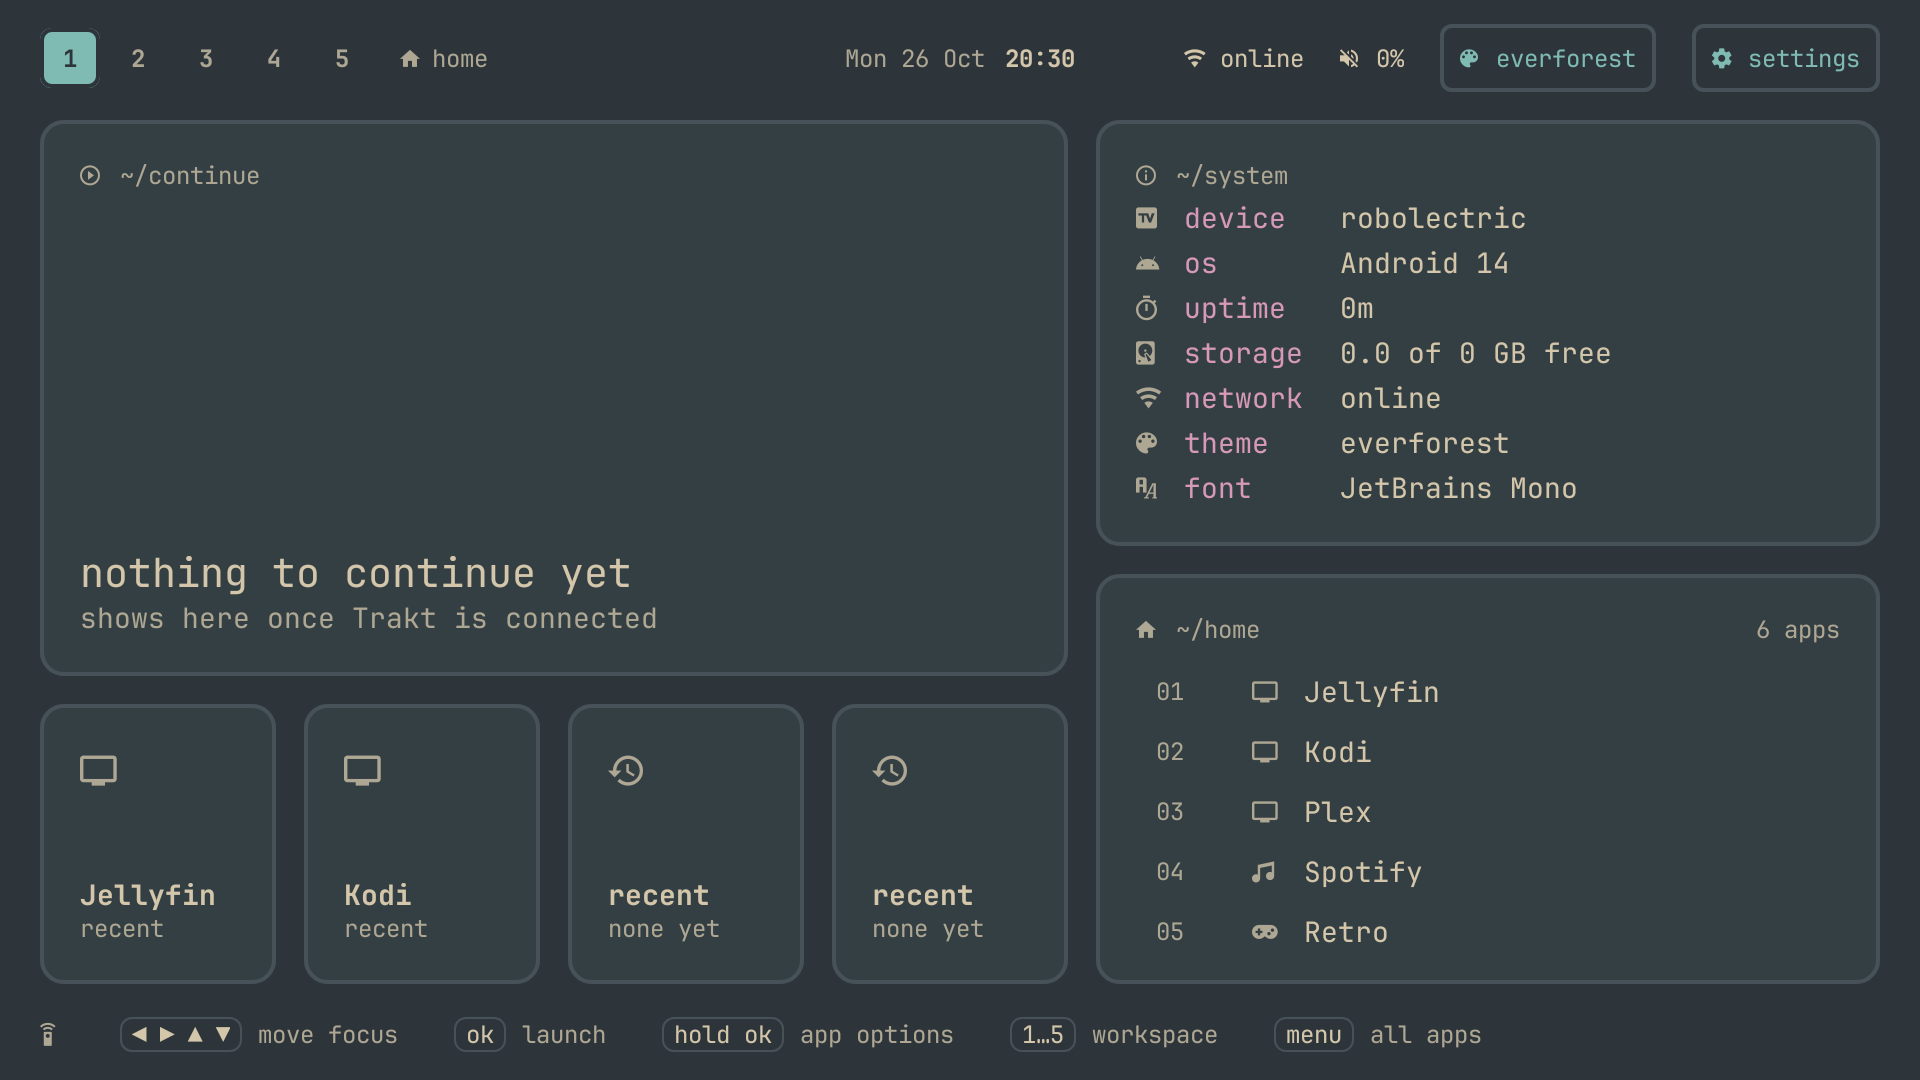 1 2 3 4 5 home Mon 26 Oct 20:30 online 0% everforest settings
~/continue
nothing to continue yet
shows here once Trakt is connected
~/system
device robolectric
os Android 14
uptime 0m
storage 0.0 of 0 GB free
network online
theme everforest
font JetBrains Mono
Jellyfin
recent
Kodi
recent
recent
none yet
recent
none yet
~/home 6 apps
01 Jellyfin
02 Kodi
03 Plex
04 Spotify
05 Retro
◀ ▶ ▲ ▼ move focus ok launch hold ok app options 1…5 workspace menu all apps